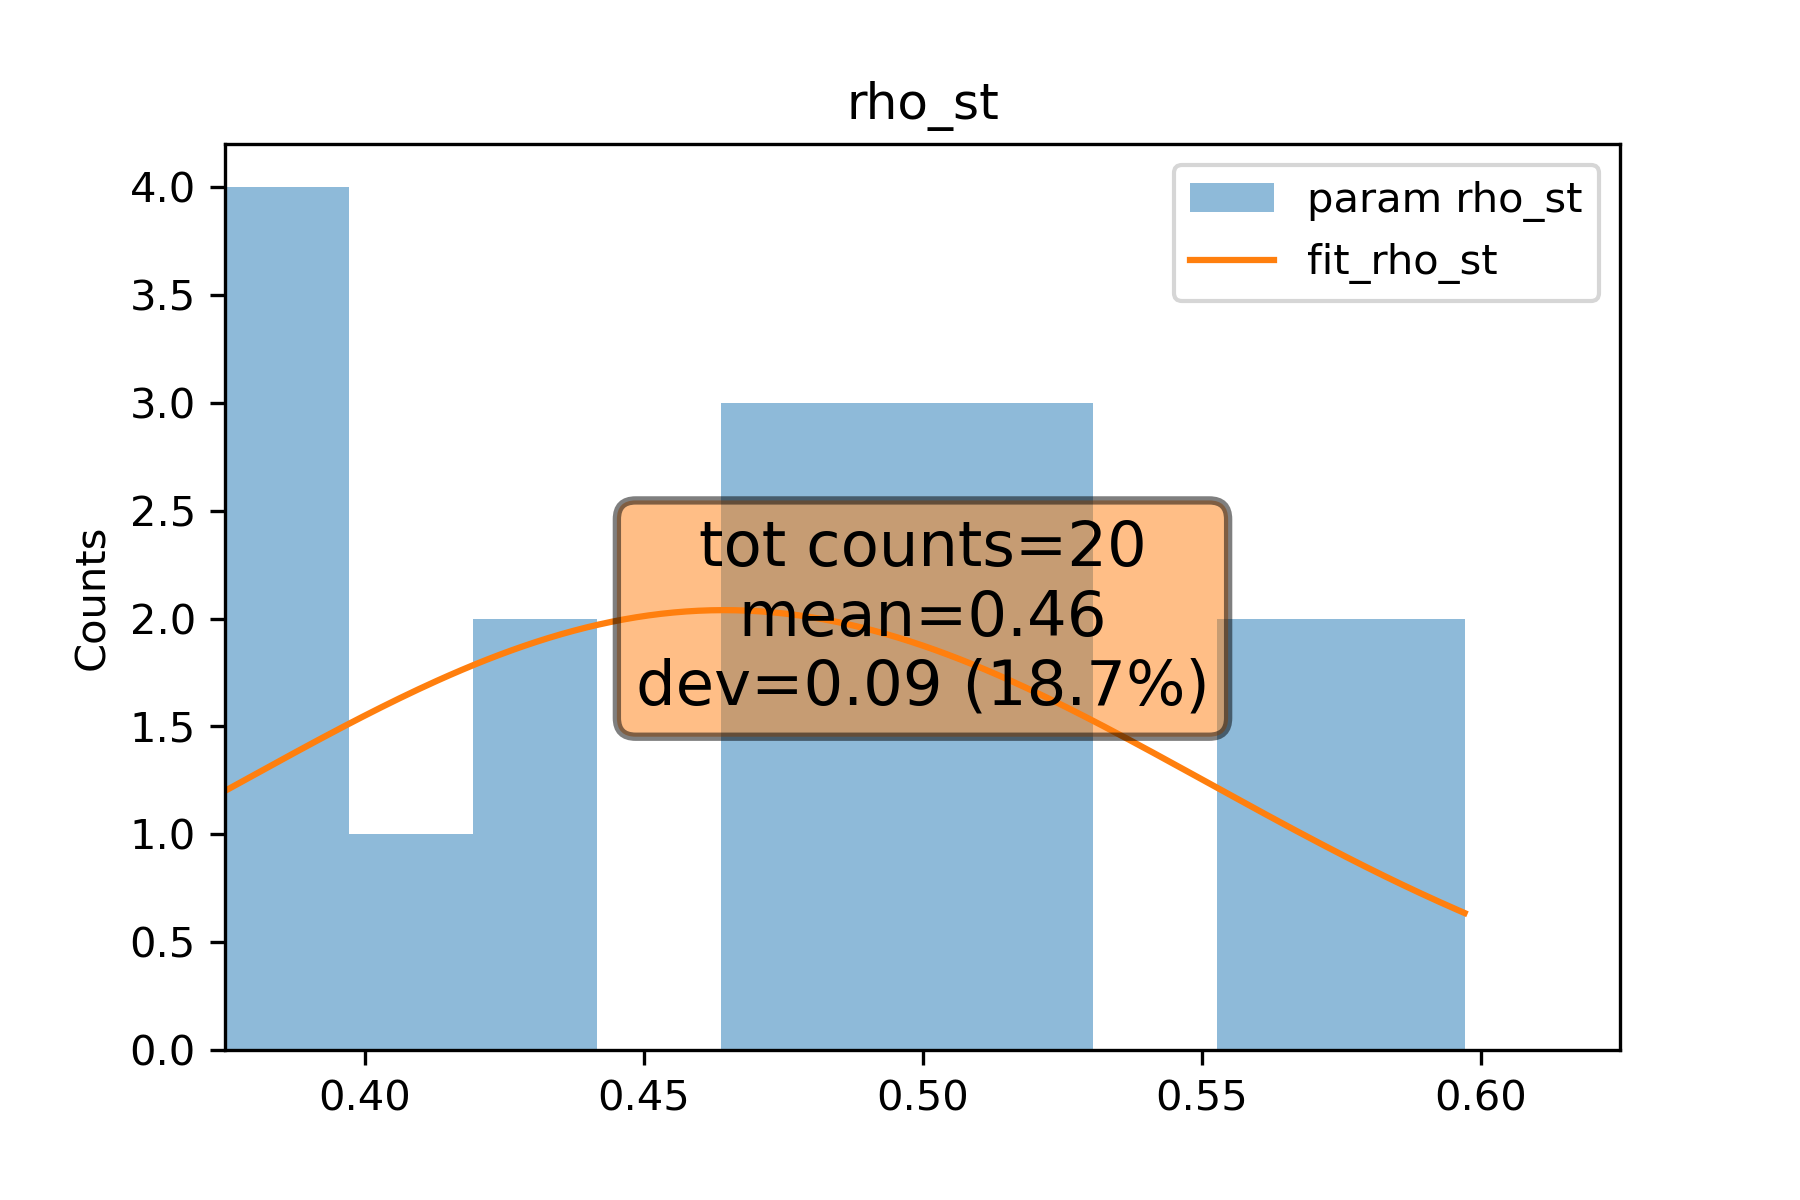 rho_st
param rho_st
fit_rho_st
4.0
3.5
3.0
2.5
2.0
1.5
1.0
0.5
0.0
Counts
tot counts=20
mean=0.46
dev=0.09 (18.7%)
0.40 0.45 0.50 0.55 0.60